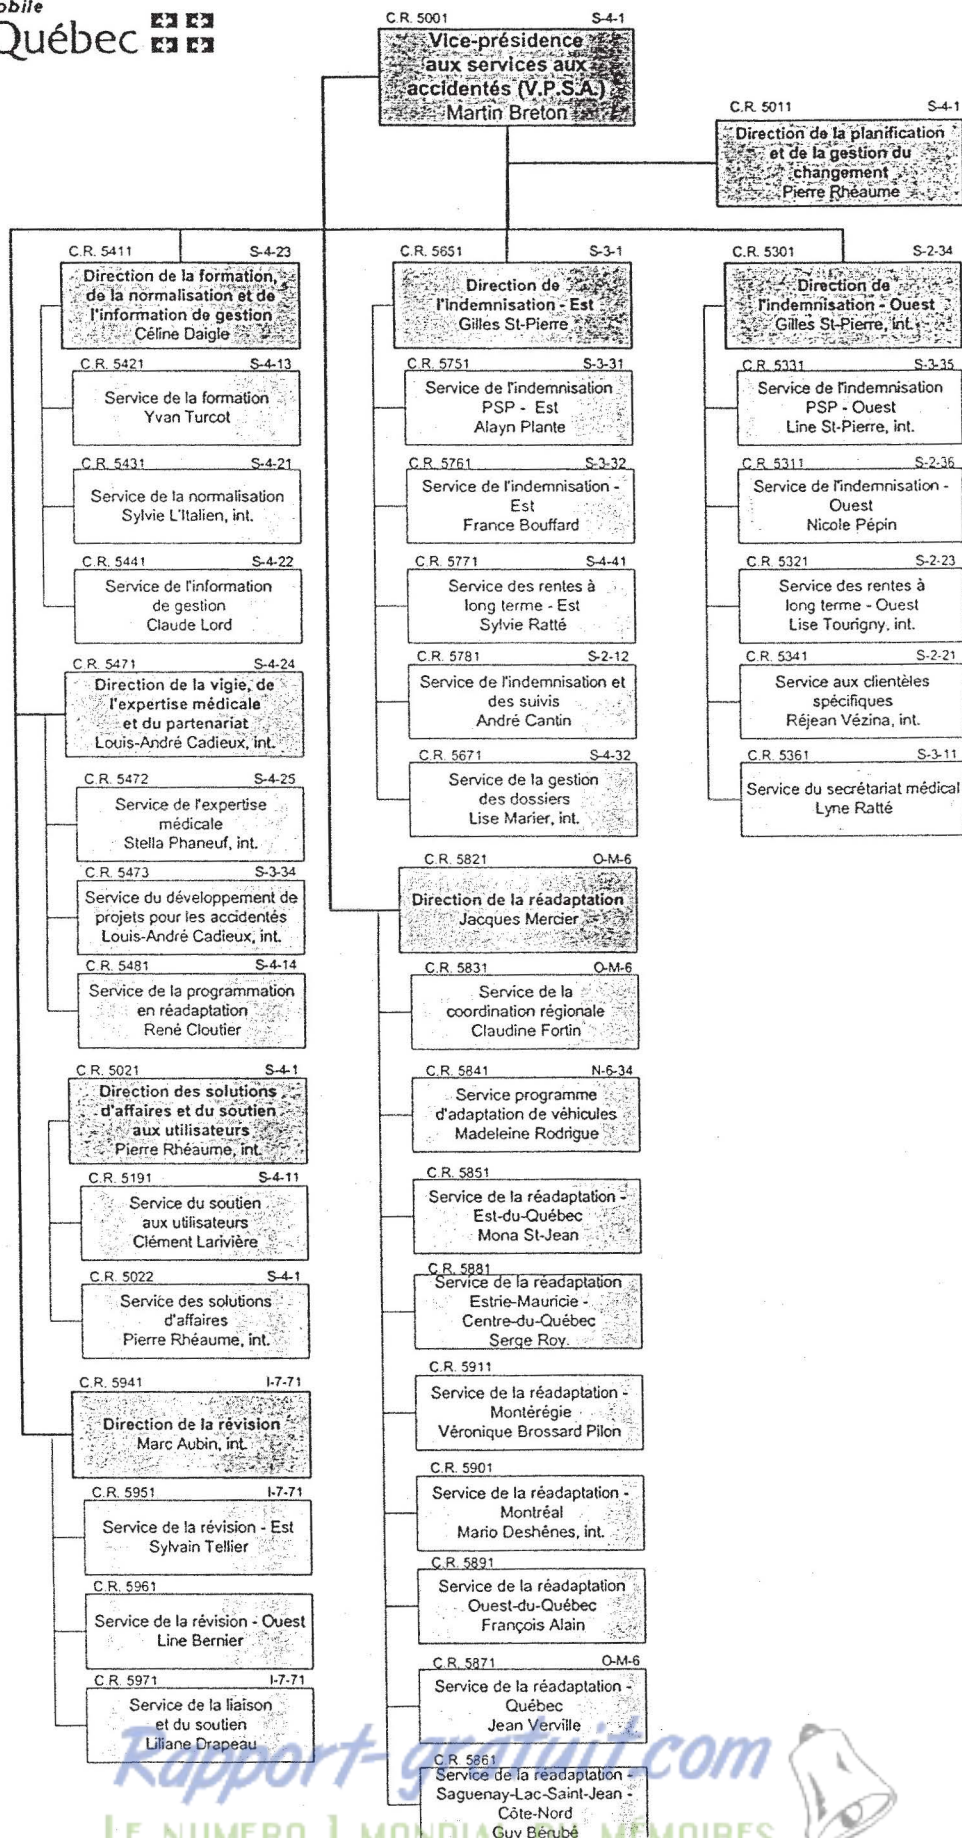 obile
Québec
C.R. 5001 S-4-1
Vice-présidence
aux services aux
accidentés (V.P.S.A.)
Martin Breton
C.R. 5011 S-4-1
Direction de la planification
et de la gestion du
changement
Pierre Rhéaume
C.R. 5411 S-4-23
Direction de la formation,
de la normalisation et de
l'information de gestion
Céline Daigle
C.R. 5421 S-4-13
Service de la formation
Yvan Turcot
C.R. 5431 S-4-21
Service de la normalisation
Sylvie L'Italien, int.
C.R. 5441 S-4-22
Service de l'information
de gestion
Claude Lord
C.R. 5471 S-4-24
Direction de la vigie, de
l'expertise médicale
et du partenariat
Louis-André Cadieux, int.
C.R. 5472 S-4-25
Service de l'expertise
médicale
Stella Phaneuf, int.
C.R. 5473 S-3-34
Service du développement de
projets pour les accidentés
Louis-André Cadieux, int.
C.R. 5481 S-4-14
Service de la programmation
en réadaptation
René Cloutier
C.R. 5021 S-4-1
Direction des solutions
d'affaires et du soutien
aux utilisateurs
Pierre Rhéaume, int.
C.R. 5191 S-4-11
Service du soutien
aux utilisateurs
Clément Larivière
C.R. 5022 S-4-1
Service des solutions
d'affaires
Pierre Rhéaume, int.
C.R. 5941 I-7-71
Direction de la révision
Marc Aubin, int.
C.R. 5951 I-7-71
Service de la révision - Est
Sylvain Tellier
C.R. 5961
Service de la révision - Ouest
Line Bernier
C.R. 5971 I-7-71
Service de la liaison
et du soutien
Liliane Drapeau
C.R. 5651 S-3-1
Direction de
l'indemnisation - Est
Gilles St-Pierre
C.R. 5751 S-3-31
Service de l'indemnisation
PSP - Est
Alayn Plante
C.R. 5761 S-3-32
Service de l'indemnisation -
Est
France Bouffard
C.R. 5771 S-4-41
Service des rentes à
long terme - Est
Sylvie Ratté
C.R. 5781 S-2-12
Service de l'indemnisation et
des suivis
André Cantin
C.R. 5671 S-4-32
Service de la gestion
des dossiers
Lise Marier, int.
C.R. 5821 O-M-6
Direction de la réadaptation
Jacques Mercier
C.R. 5831 O-M-6
Service de la
coordination régionale
Claudine Fortin
C.R. 5841 N-6-34
Service programme
d'adaptation de véhicules
Madeleine Rodrigue
C.R. 5851
Service de la réadaptation -
Est-du-Québec
Mona St-Jean
C.R. 5881
Service de la réadaptation
Estrie-Mauricie -
Centre-du-Québec
Serge Roy
C.R. 5911
Service de la réadaptation -
Montérégie
Véronique Brossard Pilon
C.R. 5901
Service de la réadaptation -
Montréal
Mario Deshênes, int.
C.R. 5891
Service de la réadaptation
Ouest-du-Québec
François Alain
C.R. 5871 O-M-6
Service de la réadaptation -
Québec
Jean Verville
C.R. 5861
Service de la réadaptation -
Saguenay-Lac-Saint-Jean -
Côte-Nord
Guy Bérubé
C.R. 5301 S-2-34
Direction de
l'indemnisation - Ouest
Gilles St-Pierre, int.
C.R. 5331 S-3-35
Service de l'indemnisation
PSP - Ouest
Line St-Pierre, int.
C.R. 5311 S-2-36
Service de l'indemnisation -
Ouest
Nicole Pépin
C.R. 5321 S-2-23
Service des rentes à
long terme - Ouest
Lise Tourigny, int.
C.R. 5341 S-2-21
Service aux clientèles
spécifiques
Réjean Vézina, int.
C.R. 5361 S-3-11
Service du secrétariat médical
Lyne Ratté
Rapport-gratuit.com
LE NUMERO 1 MONDIAL DU MÉMOIRES